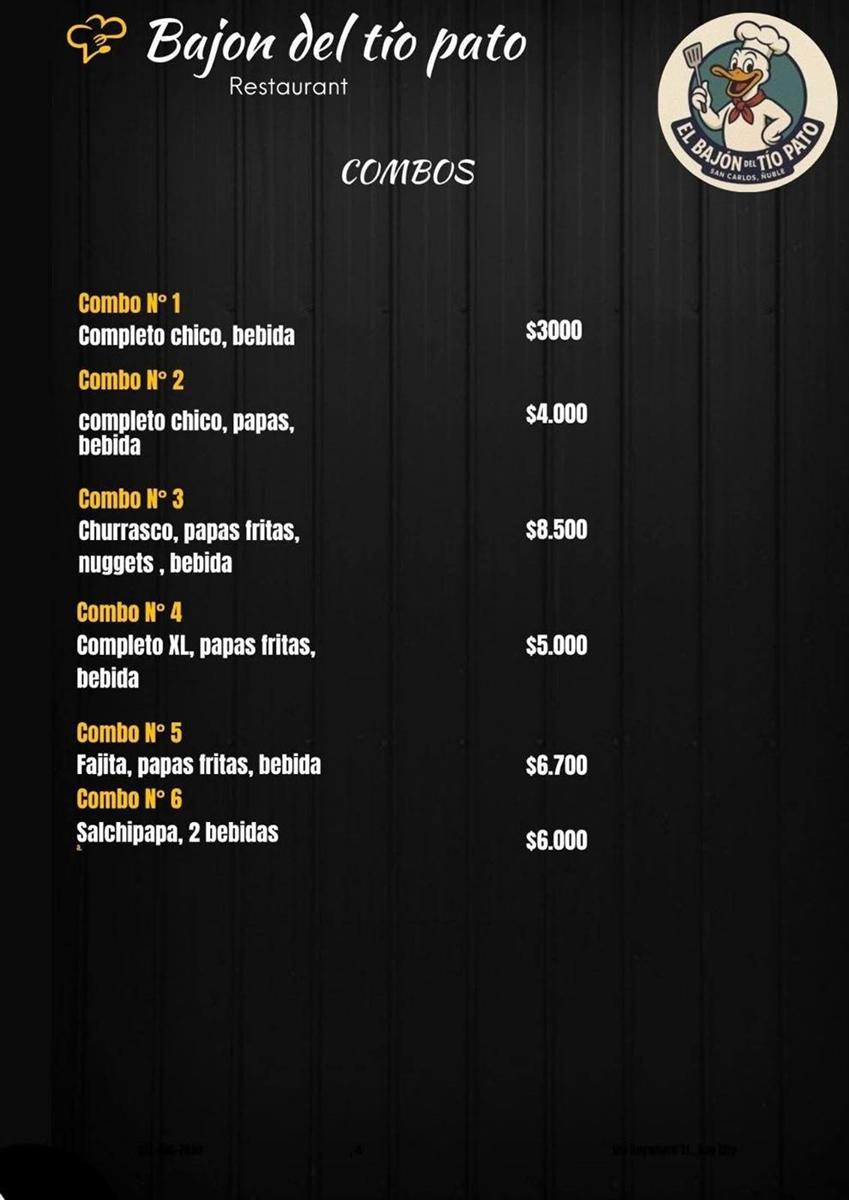 Bajon del tío pato
Restaurant
EL BAJÓN DEL TÍO PATO
SAN CARLOS, ÑUBLE
COMBOS
Combo N° 1
Completo chico, bebida
$3000
Combo N° 2
completo chico, papas,
bebida
$4.000
Combo N° 3
Churrasco, papas fritas,
nuggets , bebida
$8.500
Combo N° 4
Completo XL, papas fritas,
bebida
$5.000
Combo N° 5
Fajita, papas fritas, bebida
$6.700
Combo N° 6
Salchipapa, 2 bebidas
$6.000
a.